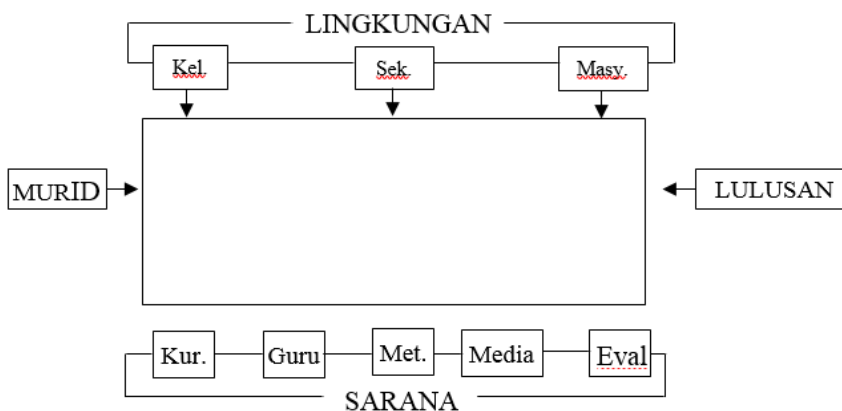 LINGKUNGAN
Kel.
Sek.
Masy.
MURID
LULUSAN
Kur.
Guru
Met.
Media
Eval
SARANA